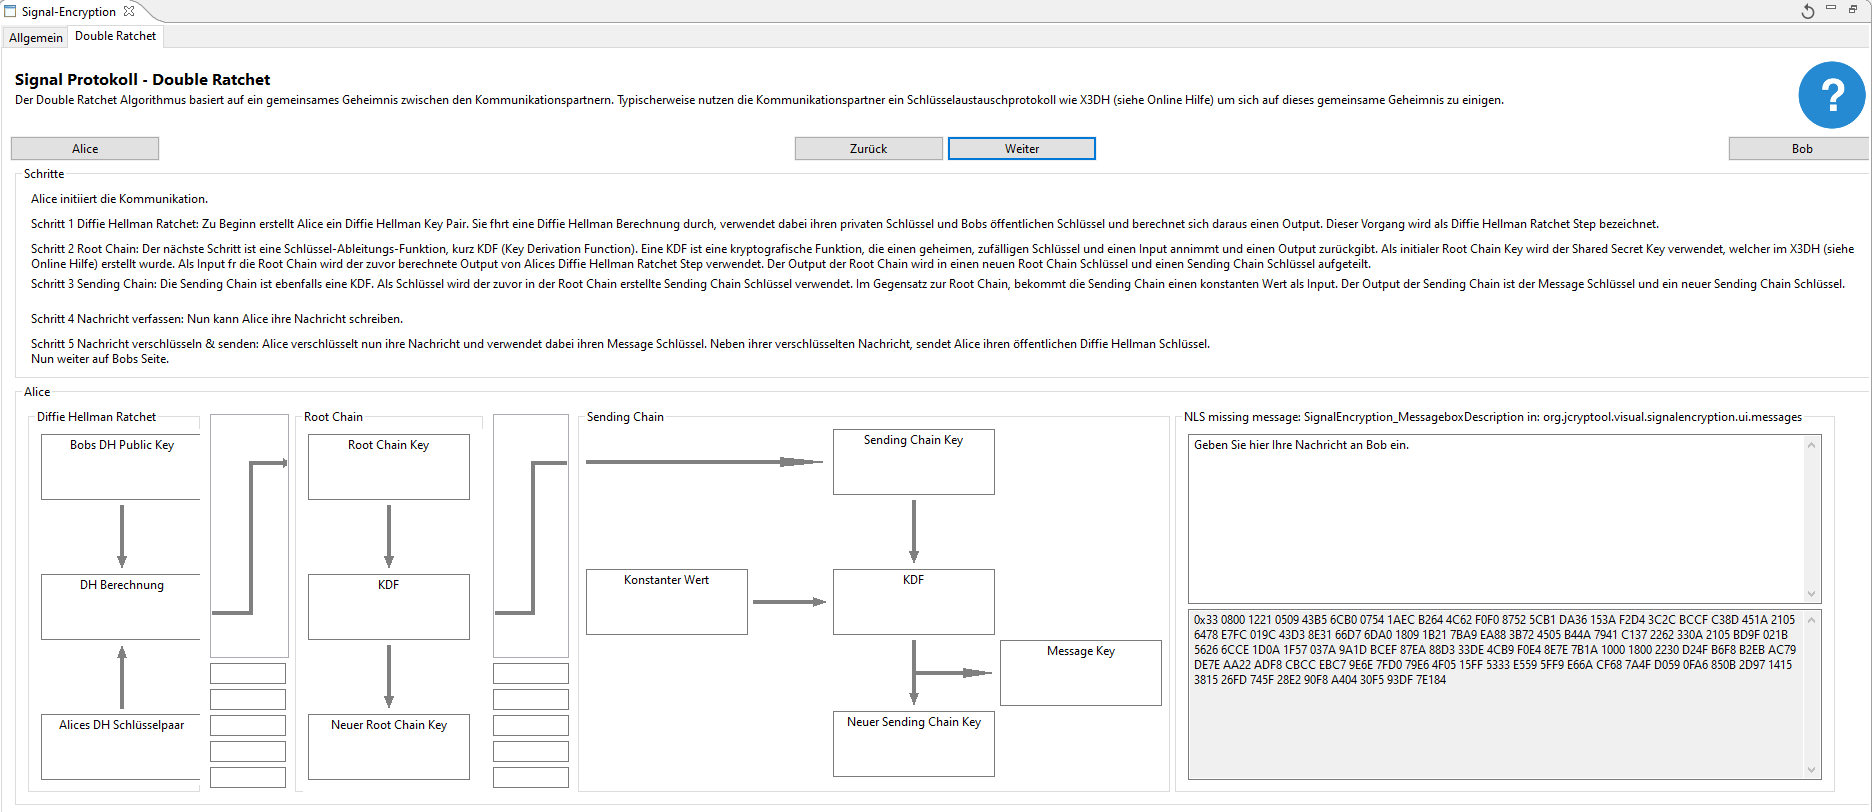 Signal-Encryption
Allgemein
Double Ratchet
Signal Protokoll - Double Ratchet
Der Double Ratchet Algorithmus basiert auf ein gemeinsames Geheimnis zwischen den Kommunikationspartnern. Typischerweise nutzen die Kommunikationspartner ein Schlüsselaustauschprotokoll wie X3DH (siehe Online Hilfe) um sich auf dieses gemeinsame Geheimnis zu einigen.
?
Alice
Zurück
Weiter
Bob
Schritte
Alice initiiert die Kommunikation.
Schritt 1 Diffie Hellman Ratchet: Zu Beginn erstellt Alice ein Diffie Hellman Key Pair. Sie fhrt eine Diffie Hellman Berechnung durch, verwendet dabei ihren privaten Schlüssel und Bobs öffentlichen Schlüssel und berechnet sich daraus einen Output. Dieser Vorgang wird als Diffie Hellman Ratchet Step bezeichnet.
Schritt 2 Root Chain: Der nächste Schritt ist eine Schlüssel-Ableitungs-Funktion, kurz KDF (Key Derivation Function). Eine KDF ist eine kryptografische Funktion, die einen geheimen, zufälligen Schlüssel und einen Input annimmt und einen Output zurückgibt. Als initialer Root Chain Key wird der Shared Secret Key verwendet, welcher im X3DH (siehe
Online Hilfe) erstellt wurde. Als Input fr die Root Chain wird der zuvor berechnete Output von Alices Diffie Hellman Ratchet Step verwendet. Der Output der Root Chain wird in einen neuen Root Chain Schlüssel und einen Sending Chain Schlüssel aufgeteilt.
Schritt 3 Sending Chain: Die Sending Chain ist ebenfalls eine KDF. Als Schlüssel wird der zuvor in der Root Chain erstellte Sending Chain Schlüssel verwendet. Im Gegensatz zur Root Chain, bekommt die Sending Chain einen konstanten Wert als Input. Der Output der Sending Chain ist der Message Schlüssel und ein neuer Sending Chain Schlüssel.
Schritt 4 Nachricht verfassen: Nun kann Alice ihre Nachricht schreiben.
Schritt 5 Nachricht verschlüsseln & senden: Alice verschlüsselt nun ihre Nachricht und verwendet dabei ihren Message Schlüssel. Neben ihrer verschlüsselten Nachricht, sendet Alice ihren öffentlichen Diffie Hellman Schlüssel.
Nun weiter auf Bobs Seite.
Alice
Diffie Hellman Ratchet
Bobs DH Public Key
DH Berechnung
Alices DH Schlüsselpaar
Root Chain
Root Chain Key
KDF
Neuer Root Chain Key
Sending Chain
Sending Chain Key
Konstanter Wert
KDF
Message Key
Neuer Sending Chain Key
NLS missing message: SignalEncryption_MessageboxDescription in: org.jcryptool.visual.signalencryption.ui.messages
Geben Sie hier Ihre Nachricht an Bob ein.
0x33 0800 1221 0509 43B5 6CB0 0754 1AEC B264 4C62 F0F0 8752 5CB1 DA36 153A F2D4 3C2C BCCF C38D 451A 2105
6478 E7FC 019C 43D3 8E31 66D7 6DA0 1809 1B21 7BA9 EA88 3B72 4505 B44A 7941 C137 2262 330A 2105 BD9F 021B
5626 6CCE 1D0A 1F57 037A 9A1D BCEF 87EA 88D3 33DE 4CB9 F0E4 8E7E 7B1A 1000 1800 2230 D24F B6F8 B2EB AC79
DE7E AA22 ADF8 CBCC EBC7 9E6E 7FD0 79E6 4F05 15FF 5333 E559 5FF9 E66A CF68 7A4F D059 0FA6 850B 2D97 1415
3815 26FD 745F 28E2 90F8 A404 30F5 93DF 7E184